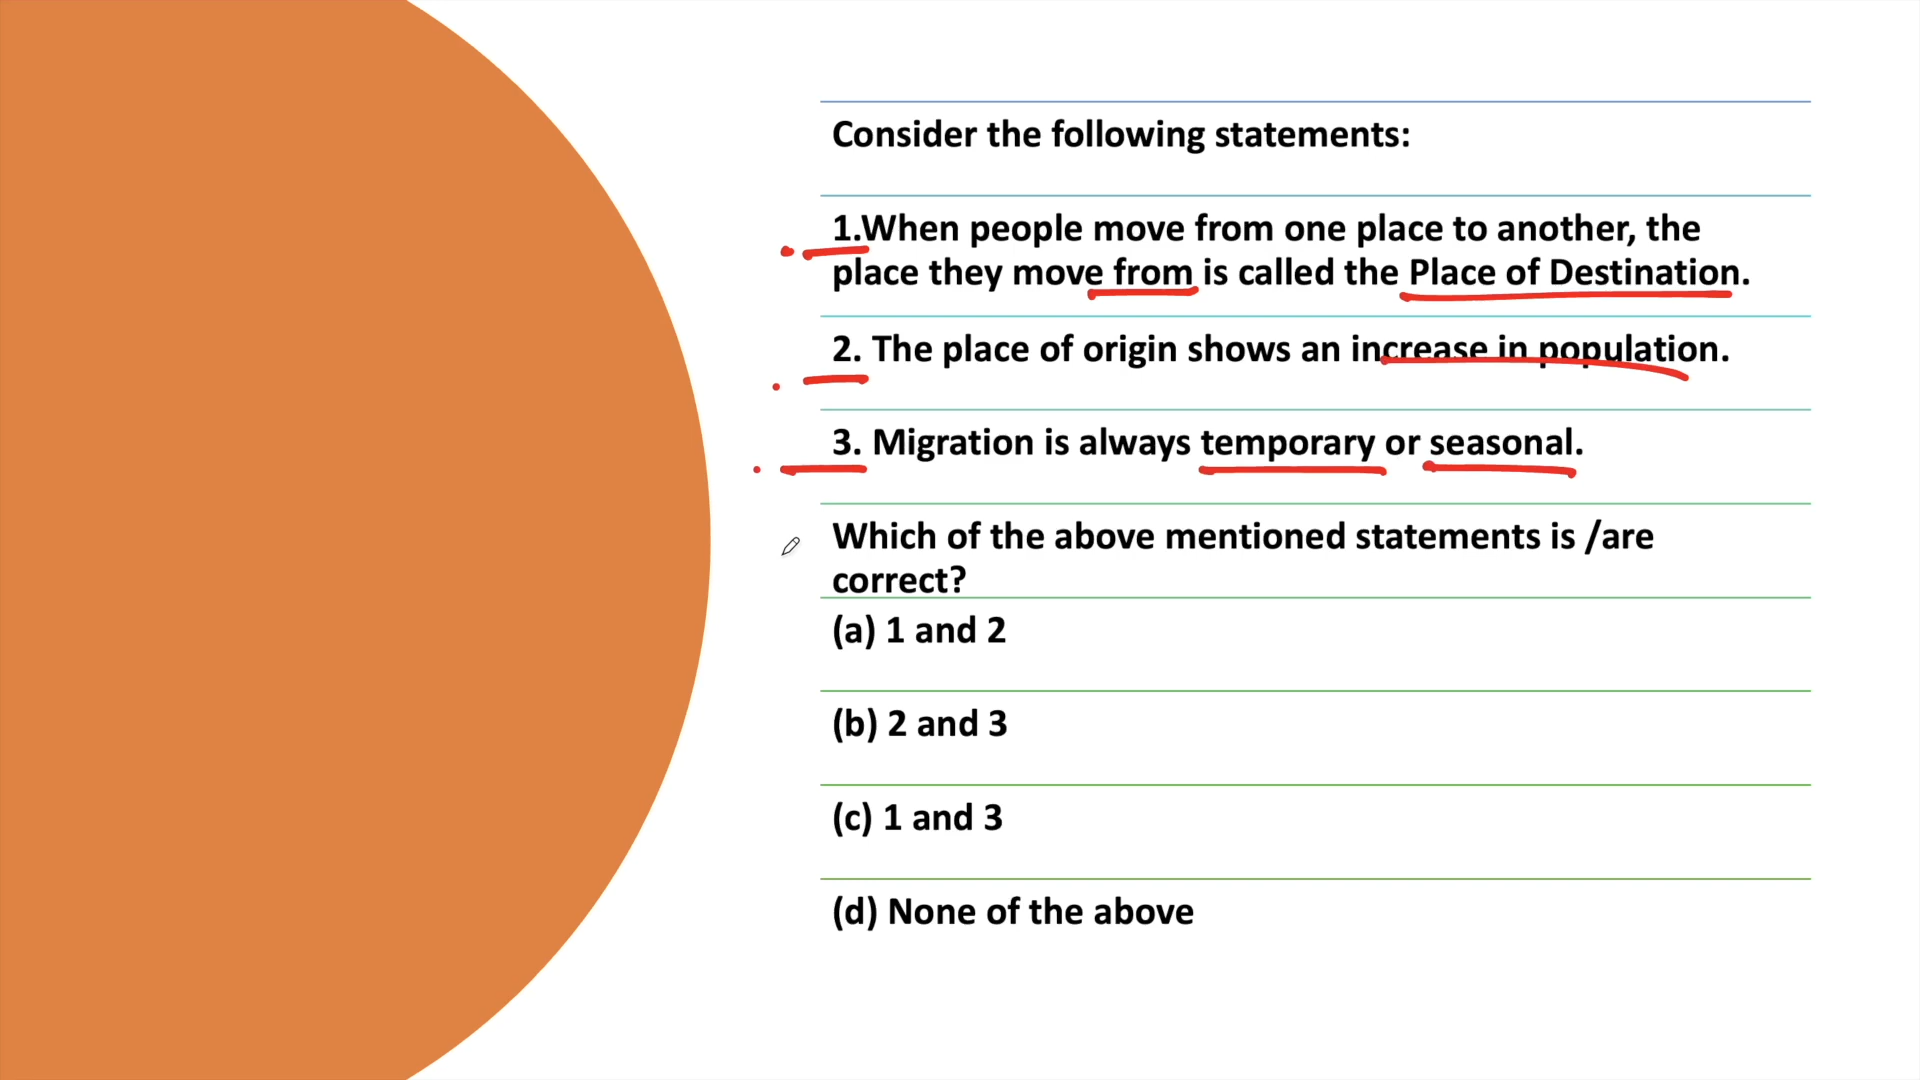 Consider the following statements:
1.When people move from one place to another, the
place they move from is called the Place of Destination.
2. The place of origin shows an increase in population.
3. Migration is always temporary or seasonal.
Which of the above mentioned statements is /are
correct?
(a) 1 and 2
(b) 2 and 3
(c) 1 and 3
(d) None of the above